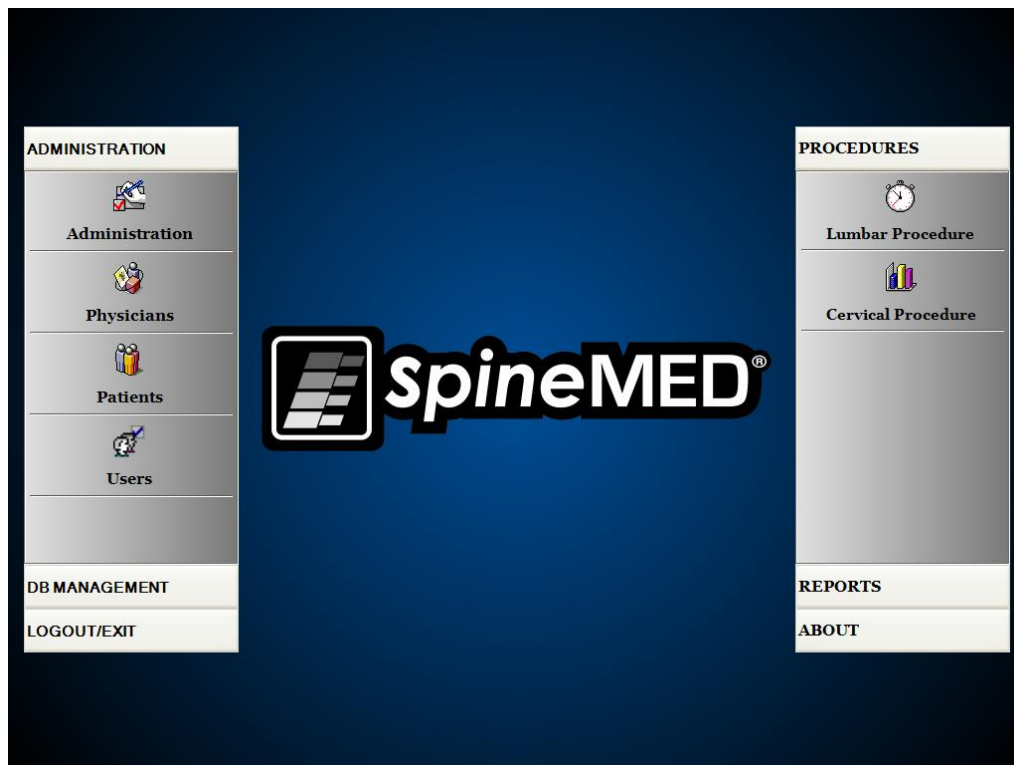 ADMINISTRATION
Administration
Physicians
Patients
Users
DB MANAGEMENT
LOGOUT/EXIT
SpineMED®
PROCEDURES
Lumbar Procedure
Cervical Procedure
REPORTS
ABOUT